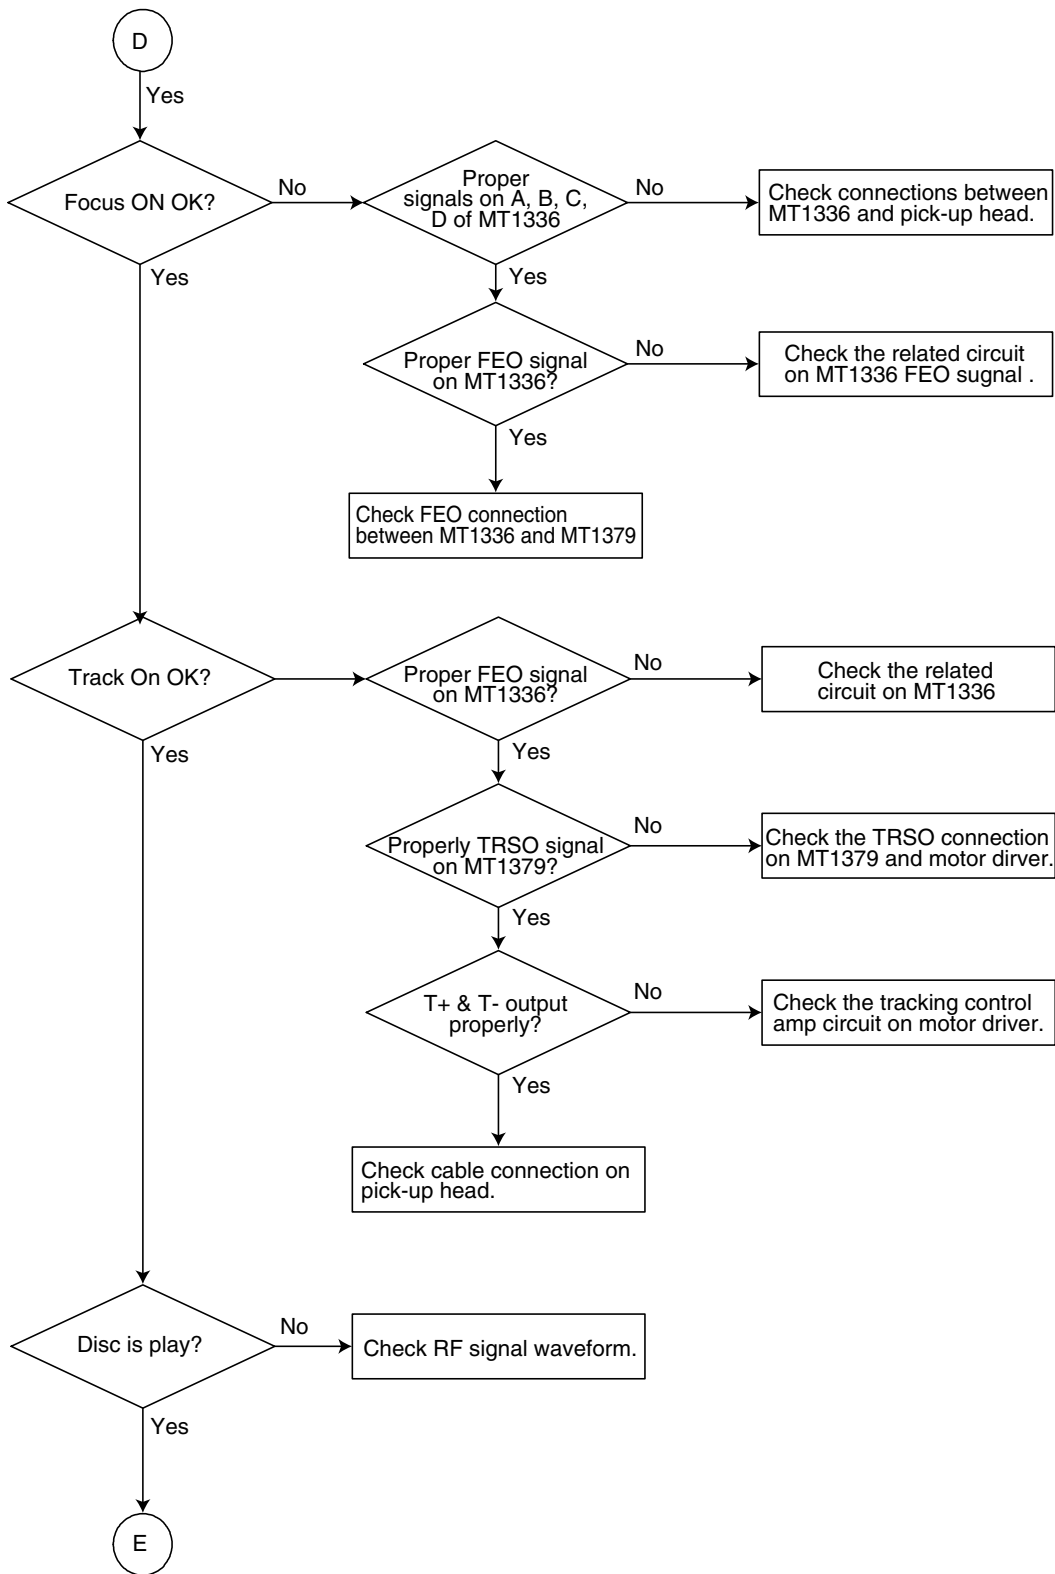 D
Yes
Focus ON OK?
No
Proper
signals on A, B, C,
D of MT1336
No
Check connections between
MT1336 and pick-up head.
Yes
Yes
Proper FEO signal
on MT1336?
No
Check the related circuit
on MT1336 FEO sugnal .
Yes
Check FEO connection
between MT1336 and MT1379
Track On OK?
Proper FEO signal
on MT1336?
No
Check the related
circuit on MT1336
Yes
Yes
Properly TRSO signal
on MT1379?
No
Check the TRSO connection
on MT1379 and motor dirver.
Yes
T+ & T- output
properly?
No
Check the tracking control
amp circuit on motor driver.
Yes
Check cable connection on
pick-up head.
Disc is play?
No
Check RF signal waveform.
Yes
E